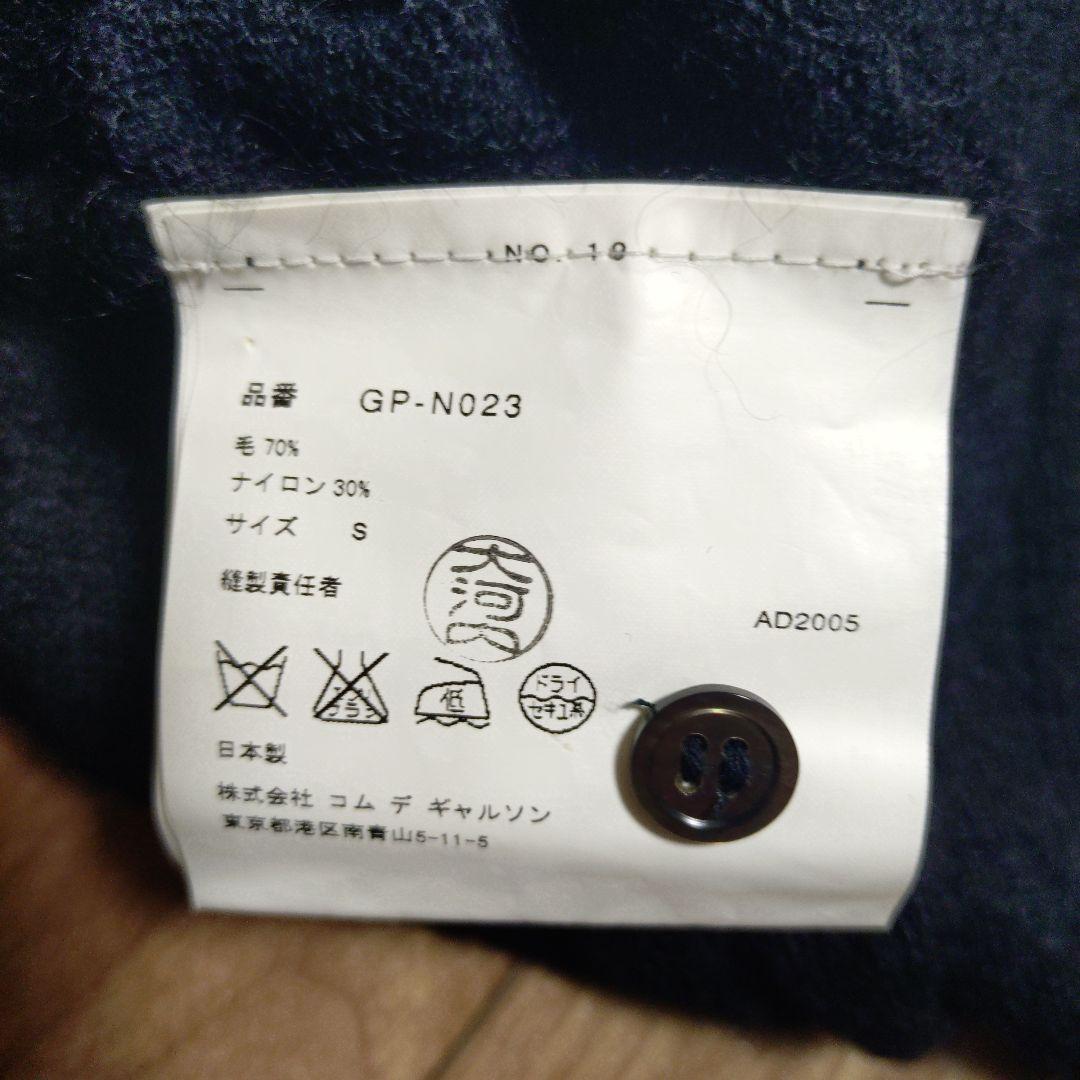 NO. 19
品番 GP-N023
毛 70%
ナイロン 30%
サイズ S
縫製責任者
大河内
AD2005
低
ドライ
セキユ系
日本製
株式会社 コム デ ギャルソン
東京都港区南青山5-11-5